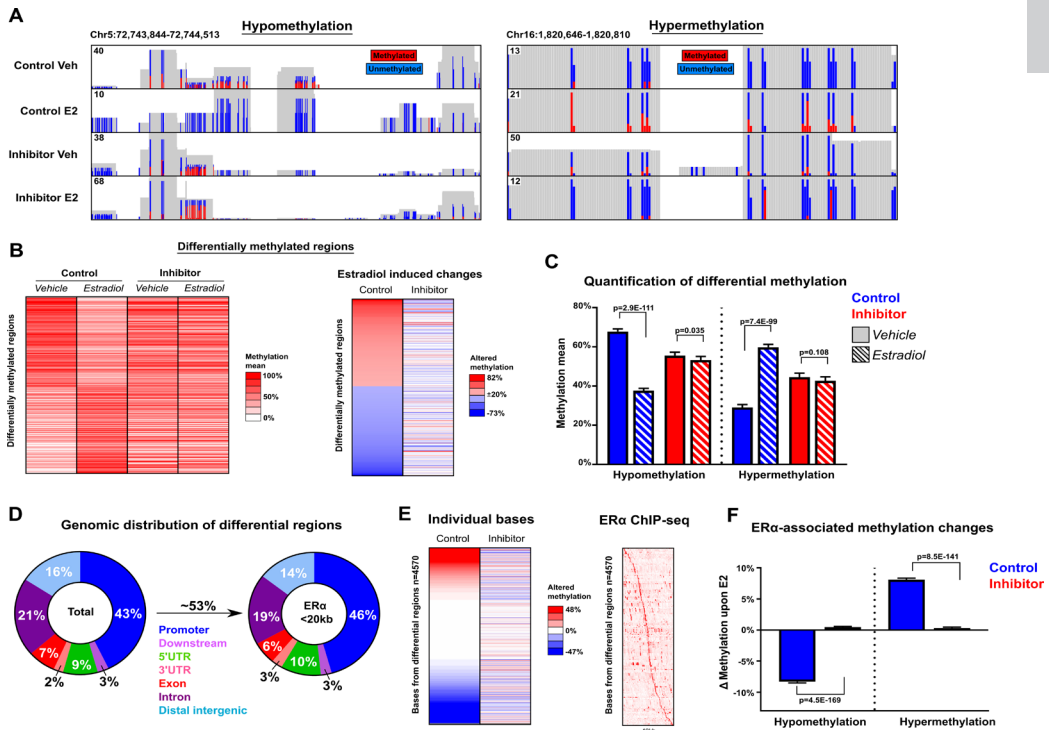 A
Hypomethylation
Hypermethylation
Chr5:72,743,844-72,744,513
Chr16:1,820,646-1,820,810
Control Veh
40
Methylated
Unmethylated
13
Methylated
Unmethylated
Control E2
10
21
Inhibitor Veh
38
50
Inhibitor E2
68
12
B
Differentially methylated regions
Control
Inhibitor
Vehicle
Estradiol
Vehicle
Estradiol
Differentially methylated regions
Methylation
mean
100%
50%
0%
Estradiol induced changes
Control
Inhibitor
Differentially methylated regions
Altered
methylation
82%
±20%
-73%
C
Quantification of differential methylation
Methylation mean
80%
60%
40%
20%
0%
p=2.9E-111
p=0.035
p=7.4E-99
p=0.108
Hypomethylation
Hypermethylation
Control
Inhibitor
Vehicle
Estradiol
D
Genomic distribution of differential regions
16%
43%
21%
7%
2%
9%
3%
Total
~53%
Promoter
Downstream
5'UTR
3'UTR
Exon
Intron
Distal intergenic
14%
46%
19%
6%
3%
10%
3%
ERα
<20kb
E
Individual bases
Control
Inhibitor
Bases from differential regions n=4570
Altered
methylation
48%
0%
-47%
ERα ChIP-seq
Bases from differential regions n=4570
F
ERα-associated methylation changes
Δ Methylation upon E2
10%
0%
-5%
-10%
p=8.5E-141
p=4.5E-169
Control
Inhibitor
Hypomethylation
Hypermethylation